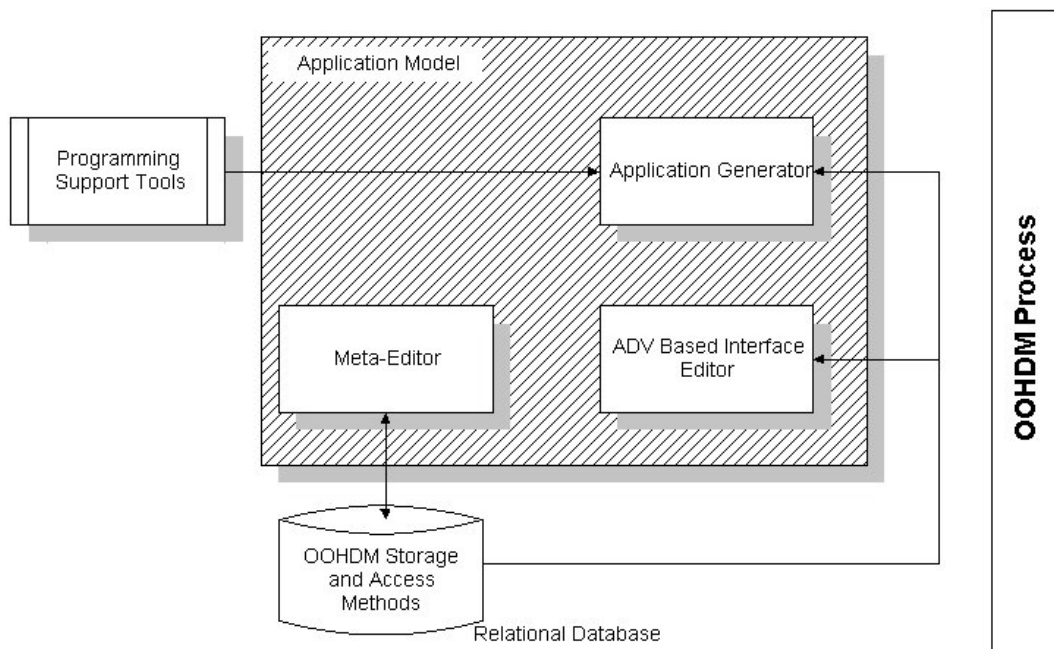 Application Model
Programming
Support Tools
Application Generator
Meta-Editor
ADV Based Interface
Editor
OOHDM Storage
and Access
Methods
Relational Database
OOHDM Process